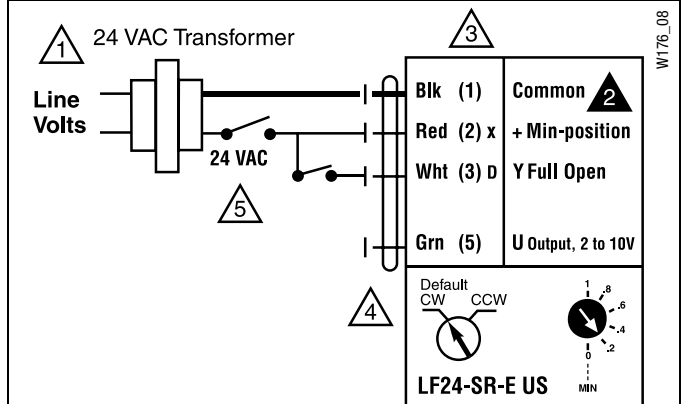 W176_08
1 24 VAC Transformer
3
Line
Volts
Blk (1) Common 2
Red (2) x + Min-position
24 VAC
Wht (3) D Y Full Open
5
Grn (5) U Output, 2 to 10V
4
Default
CW CCW
1
.8
.6
.4
.2
0
MIN
LF24-SR-E US